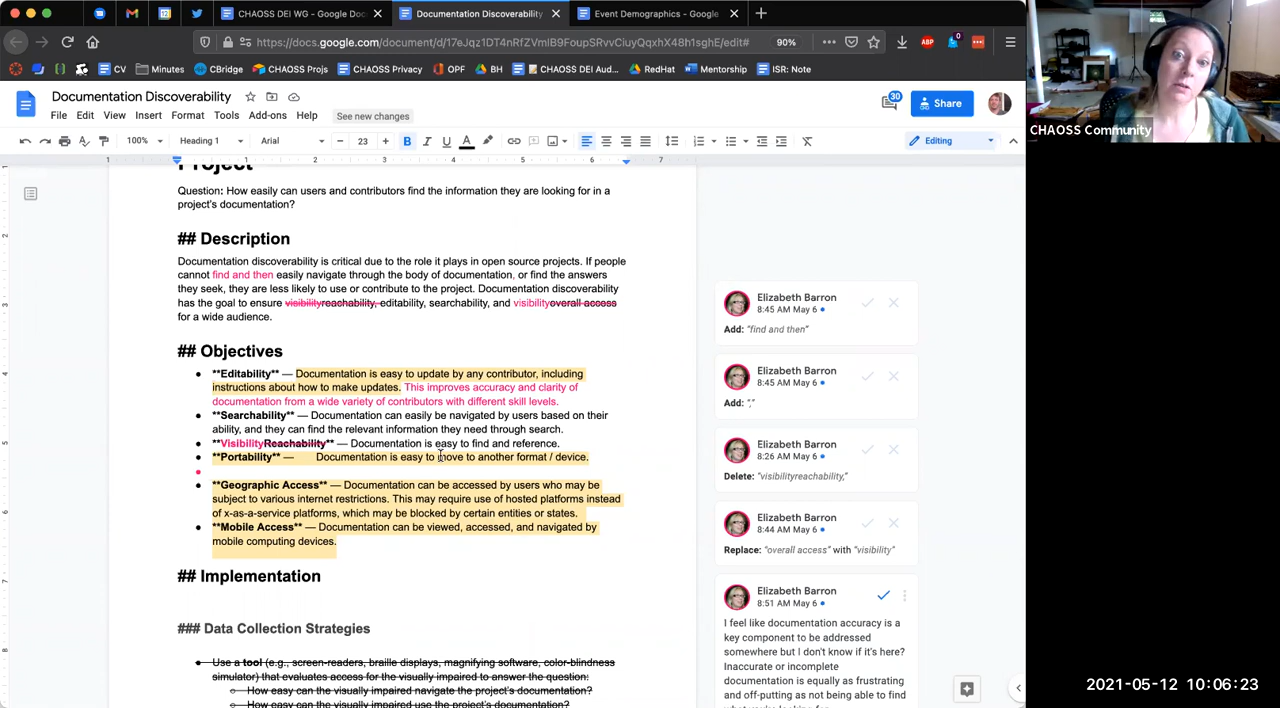 CHAOSS DEI WG - Google Doc
Documentation Discoverability
Event Demographics - Google
https://docs.google.com/document/d/17eJqz1DT4nRfZVmIB9FoupSRvvCiuyQqxhX48h1sghE/edit#
90%
ABP
0
CV
Minutes
CBridge
CHAOSS Projs
CHAOSS Privacy
OPF
BH
CHAOSS DEI Aud...
RedHat
Mentorship
ISR: Note
Documentation Discoverability
File Edit View Insert Format Tools Add-ons Help
See new changes
30
Share
100%
Heading 1
Arial
23
Editing
1 1 2 3 4 5 6 7
Project
Question: How easily can users and contributors find the information they are looking for in a
project's documentation?
## Description
Documentation discoverability is critical due to the role it plays in open source projects. If people
cannot find and then easily navigate through the body of documentation, or find the answers
they seek, they are less likely to use or contribute to the project. Documentation discoverability
has the goal to ensure visibilityreachability, editability, searchability, and visibilityoverall access
for a wide audience.
## Objectives
● **Editability** — Documentation is easy to update by any contributor, including
instructions about how to make updates. This improves accuracy and clarity of
documentation from a wide variety of contributors with different skill levels.
● **Searchability** — Documentation can easily be navigated by users based on their
ability, and they can find the relevant information they need through search.
● **VisibilityReachability** — Documentation is easy to find and reference.
● **Portability** — Documentation is easy to move to another format / device.
●
● **Geographic Access** — Documentation can be accessed by users who may be
subject to various internet restrictions. This may require use of hosted platforms instead
of x-as-a-service platforms, which may be blocked by certain entities or states.
● **Mobile Access** — Documentation can be viewed, accessed, and navigated by
mobile computing devices.
## Implementation
### Data Collection Strategies
● Use a tool (e.g., screen-readers, braille displays, magnifying software, color-blindness
simulator) that evaluates access for the visually impaired to answer the question:
○ How easy can the visually impaired navigate the project's documentation?
○ How easy can the visually impaired use the project's documentation?
Elizabeth Barron
8:45 AM May 6
Add: "find and then"
Elizabeth Barron
8:45 AM May 6
Add: ","
Elizabeth Barron
8:26 AM May 6
Delete: "visibilityreachability,"
Elizabeth Barron
8:44 AM May 6
Replace: "overall access" with "visibility"
Elizabeth Barron
8:51 AM May 6
I feel like documentation accuracy is a
key component to be addressed
somewhere but I don't know if it's here?
Inaccurate or incomplete
documentation is equally as frustrating
and off-putting as not being able to find
CHAOSS Community
2021-05-12 10:06:23